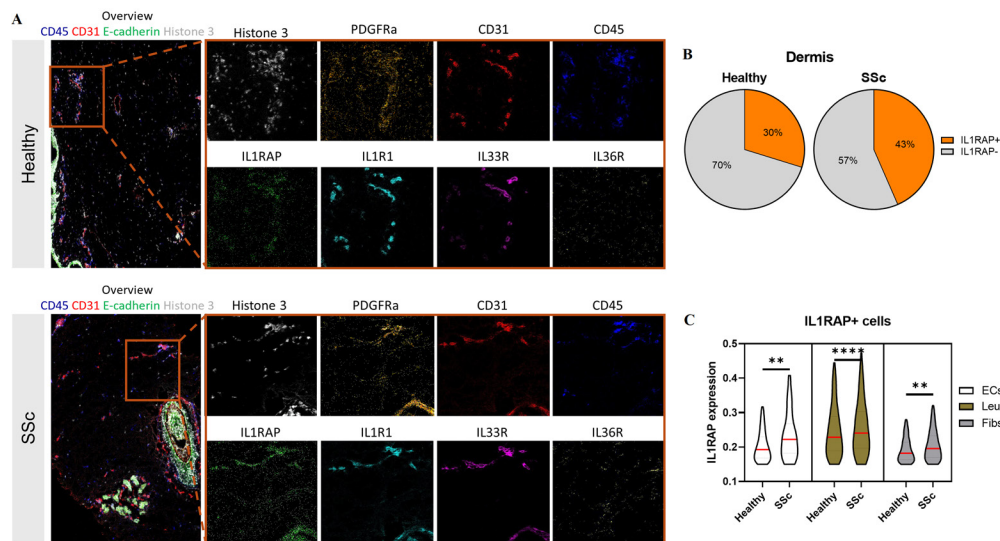 A
Overview
CD45 CD31 E-cadherin Histone 3
Healthy
Histone 3 PDGFRa CD31 CD45
IL1RAP IL1R1 IL33R IL36R
Overview
CD45 CD31 E-cadherin Histone 3
SSc
Histone 3 PDGFRa CD31 CD45
IL1RAP IL1R1 IL33R IL36R
B
Dermis
Healthy SSc
30%
70%
43%
57%
IL1RAP+
IL1RAP-
C
IL1RAP+ cells
IL1RAP expression
0.5
0.4
0.3
0.2
0.1
** **** **
ECs
Leu
Fibs
Healthy SSc Healthy SSc Healthy SSc